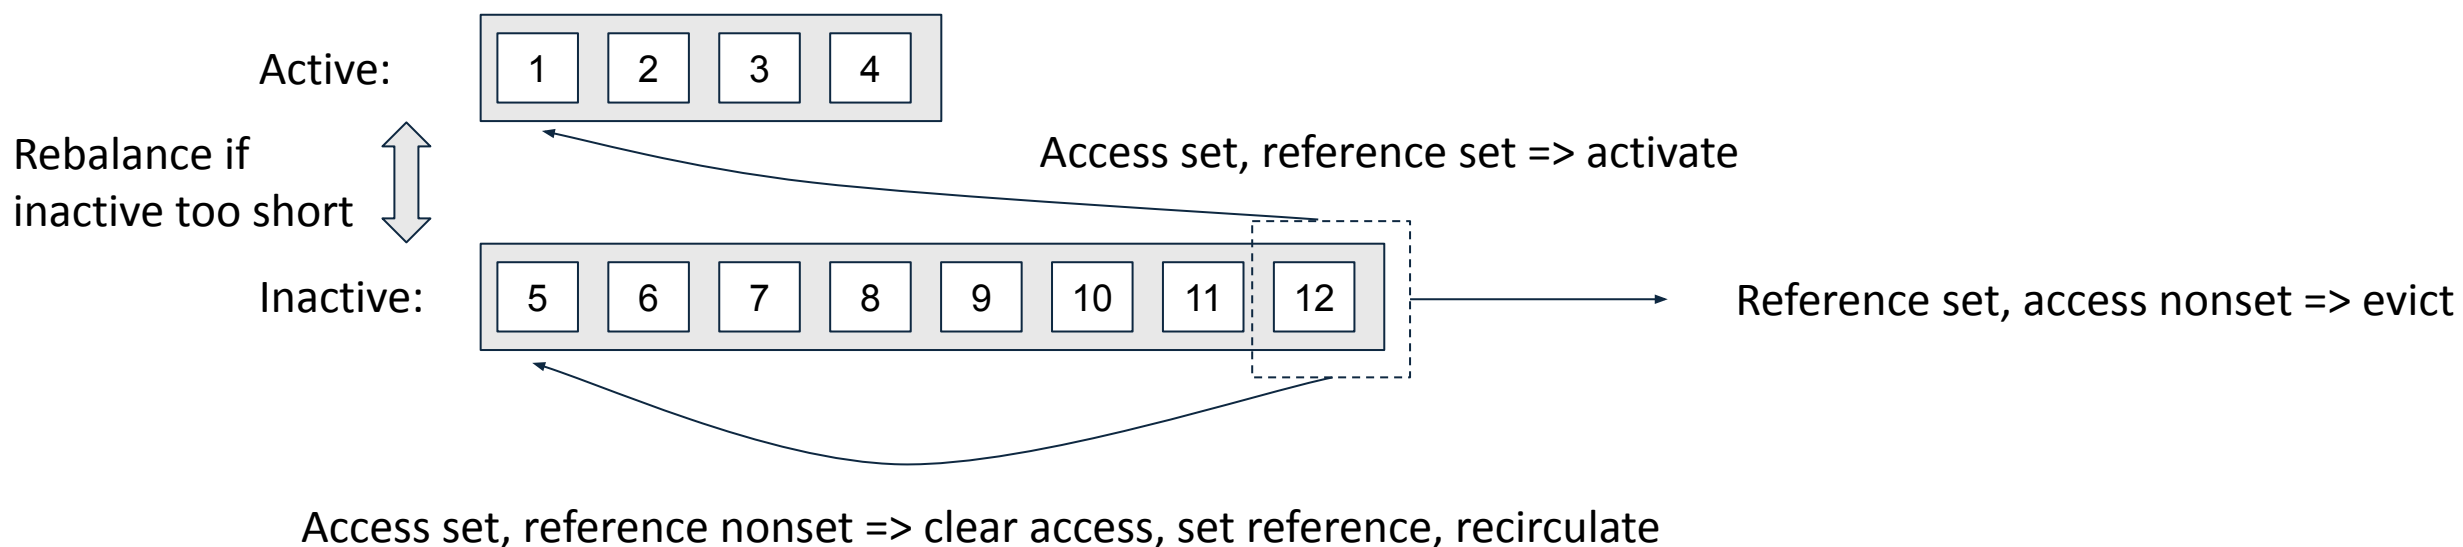 Active:
1 2 3 4
Rebalance if
inactive too short
Access set, reference set => activate
Inactive:
5 6 7 8 9 10 11 12
Reference set, access nonset => evict
Access set, reference nonset => clear access, set reference, recirculate